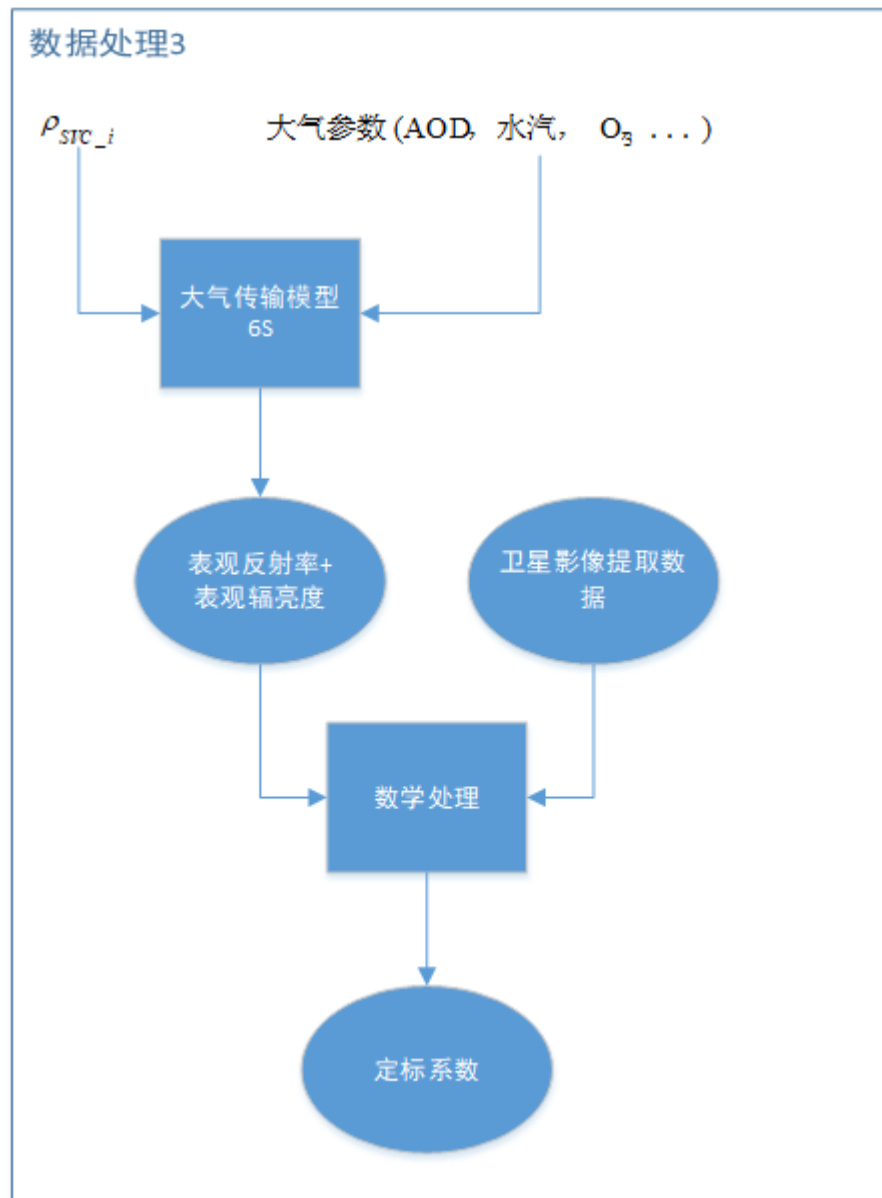 数据处理3
ρ_STC_i
大气参数(AOD, 水汽, O3 ...)
大气传输模型
6S
表观反射率+
表观辐亮度
卫星影像提取数
据
数学处理
定标系数